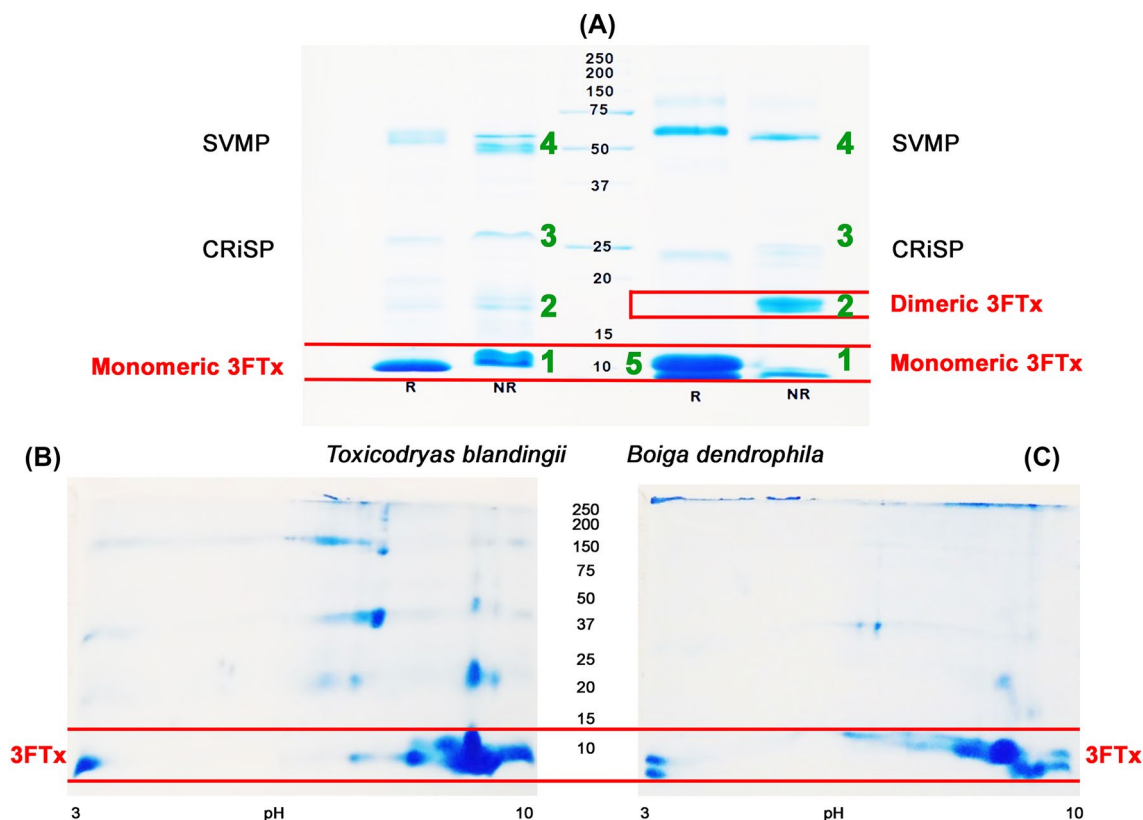 (A)
250
200
150
75
50
37
25
20
15
10
SVMP 4 4 SVMP
CRiSP 3 3 CRiSP
2 2 Dimeric 3FTx
Monomeric 3FTx 1 5 1 Monomeric 3FTx
R NR R NR
(B) Toxicodryas blandingii Boiga dendrophila (C)
250
200
150
75
50
37
25
20
15
10
3FTx 3FTx
3 pH 10 3 pH 10